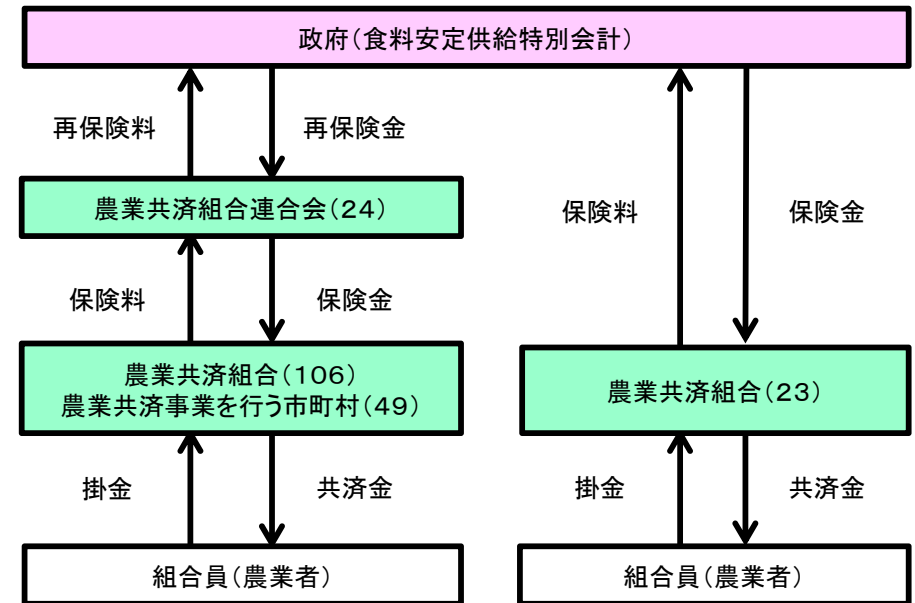 政府（食料安定供給特別会計）
再保険料
再保険金
農業共済組合連合会（２４）
保険料
保険金
保険料
保険金
農業共済組合（１０６）
農業共済事業を行う市町村（４９）
農業共済組合（２３）
掛金
共済金
掛金
共済金
組合員（農業者）
組合員（農業者）